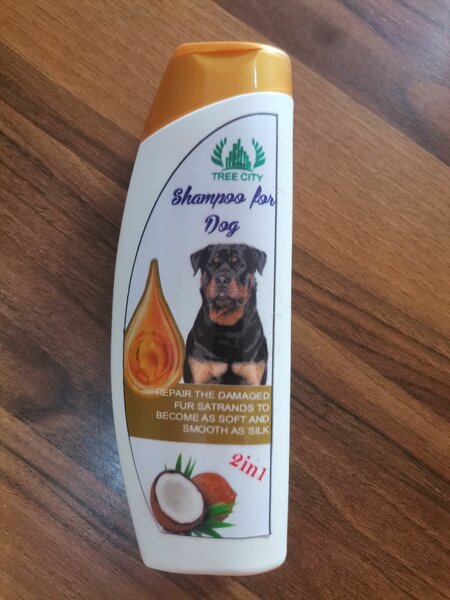 TREE CITY
Shampoo for
Dog
REPAIR THE DAMAGED
FUR SATRANDS TO
BECOME AS SOFT AND
SMOOTH AS SILK
2in1